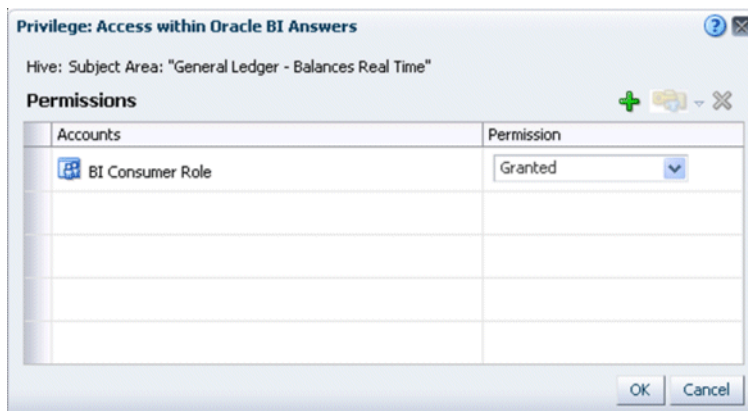 Privilege: Access within Oracle BI Answers
Hive: Subject Area: "General Ledger - Balances Real Time"
Permissions
Accounts Permission
BI Consumer Role Granted
OK Cancel